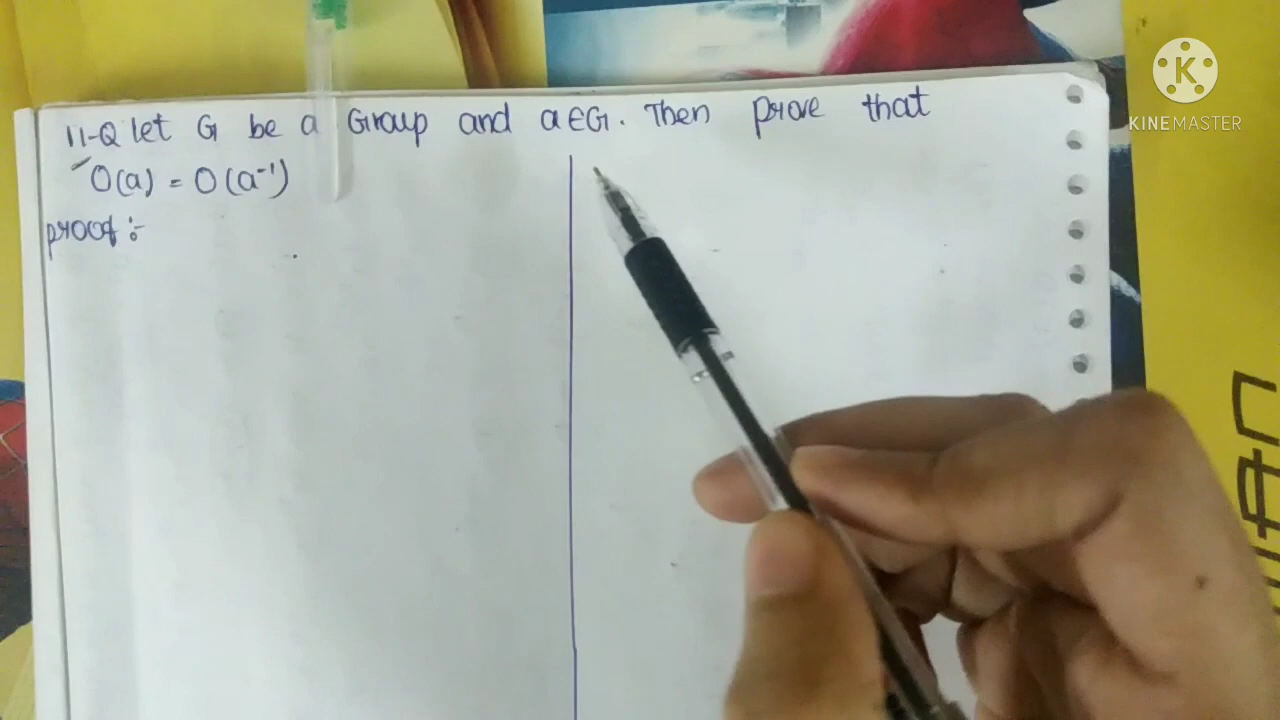 11-Q let G be a Group and a∈G. Then prove that
O(a) = O(a⁻¹)
proof :-
K
KINEMASTER